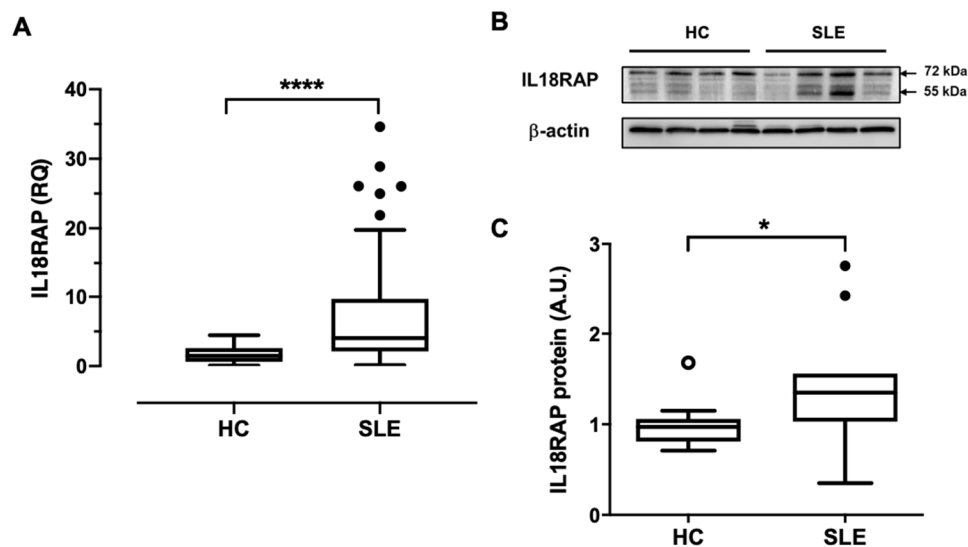 A
****
40
30
20
10
0
IL18RAP (RQ)
HC SLE
B
HC SLE
IL18RAP
72 kDa
55 kDa
β-actin
C
*
3
2
1
0
IL18RAP protein (A.U.)
HC SLE